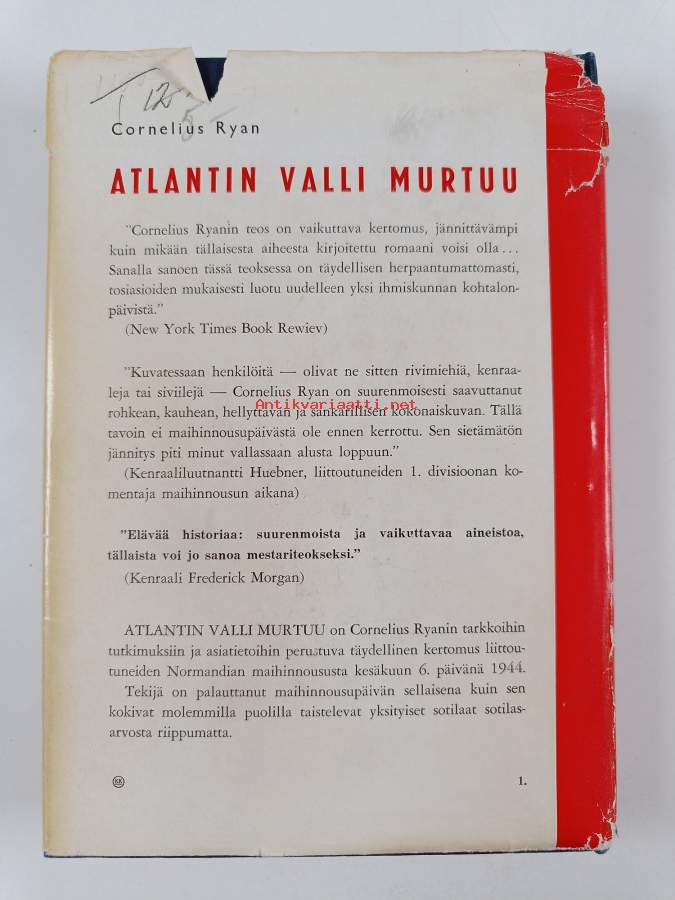 12
5
Cornelius Ryan
ATLANTIN VALLI MURTUU
"Cornelius Ryanin teos on vaikuttava kertomus, jännittävämpi
kuin mikään tällaisesta aiheesta kirjoitettu romaani voisi olla...
Sanalla sanoen tässä teoksessa on täydellisen herpaantumattomasti,
tosiasioiden mukaisesti luotu uudelleen yksi ihmiskunnan kohtalon-
päivistä."
(New York Times Book Rewiev)
"Kuvatessaan henkilöitä — olivat ne sitten rivimiehiä, kenraa-
leja tai siviilejä — Cornelius Ryan on suurenmoisesti saavuttanut
Antikvariaatti.net
rohkean, kauhean, hellyttävän ja sankarillisen kokonaiskuvan. Tällä
tavoin ei maihinnousupäivästä ole ennen kerrottu. Sen sietämätön
jännitys piti minut vallassaan alusta loppuun."
(Kenraaliluutnantti Huebner, liittoutuneiden 1. divisioonan ko-
mentaja maihinnousun aikana)
"Elävää historiaa: suurenmoista ja vaikuttavaa aineistoa,
tällaista voi jo sanoa mestariteokseksi."
(Kenraali Frederick Morgan)
ATLANTIN VALLI MURTUU on Cornelius Ryanin tarkkoihin
tutkimuksiin ja asiatietoihin perustuva täydellinen kertomus liittou-
tuneiden Normandian maihinnoususta kesäkuun 6. päivänä 1944.
Tekijä on palauttanut maihinnousupäivän sellaisena kuin sen
kokivat molemmilla puolilla taistelevat yksityiset sotilaat sotilas-
arvosta riippumatta.
KK
1.